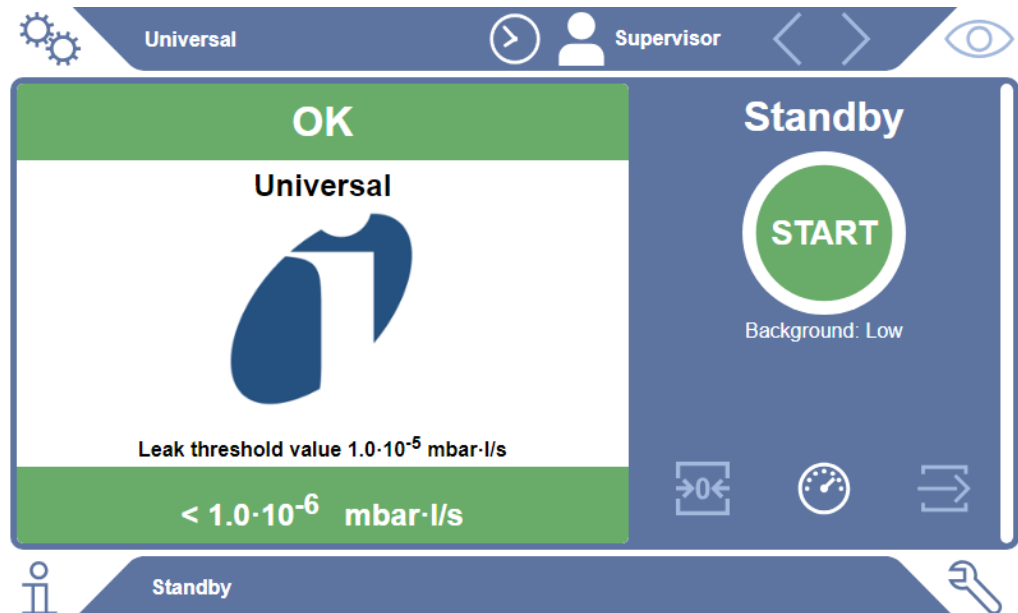 Universal
Supervisor
OK
Universal
Leak threshold value 1.0·10⁻⁵ mbar·l/s
< 1.0·10⁻⁶ mbar·l/s
Standby
START
Background: Low
→0←
Standby